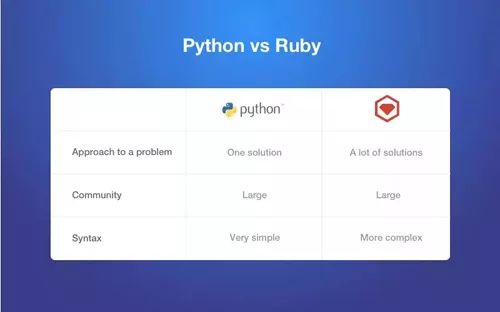 Python vs Ruby
python™
Approach to a problem One solution A lot of solutions
Community Large Large
Syntax Very simple More complex